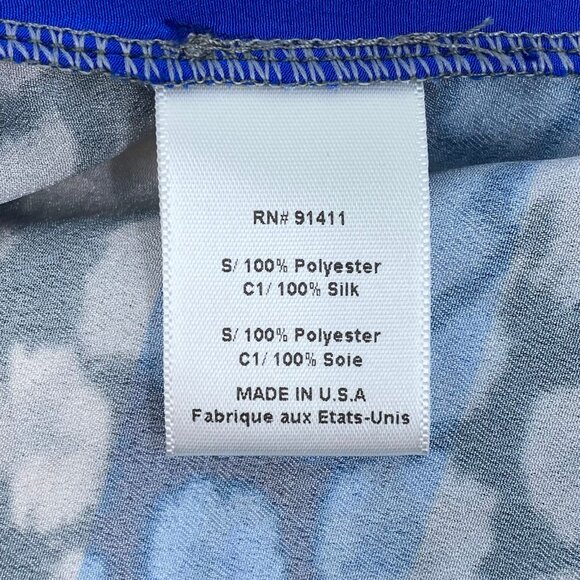 RN# 91411
S/ 100% Polyester
C1/ 100% Silk
S/ 100% Polyester
C1/ 100% Soie
MADE IN U.S.A
Fabrique aux Etats-Unis